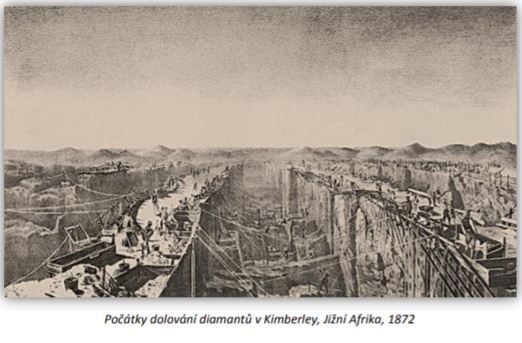 Počátky dolování diamantů v Kimberley, Jižní Afrika, 1872